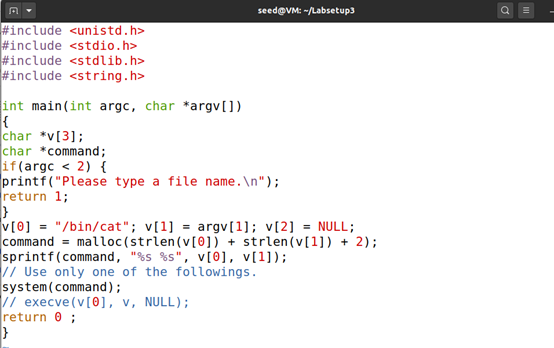 seed@VM: ~/Labsetup3
#include <unistd.h>
#include <stdio.h>
#include <stdlib.h>
#include <string.h>
int main(int argc, char *argv[])
{
char *v[3];
char *command;
if(argc < 2) {
printf("Please type a file name.\n");
return 1;
}
v[0] = "/bin/cat"; v[1] = argv[1]; v[2] = NULL;
command = malloc(strlen(v[0]) + strlen(v[1]) + 2);
sprintf(command, "%s %s", v[0], v[1]);
// Use only one of the followings.
system(command);
// execve(v[0], v, NULL);
return 0 ;
}